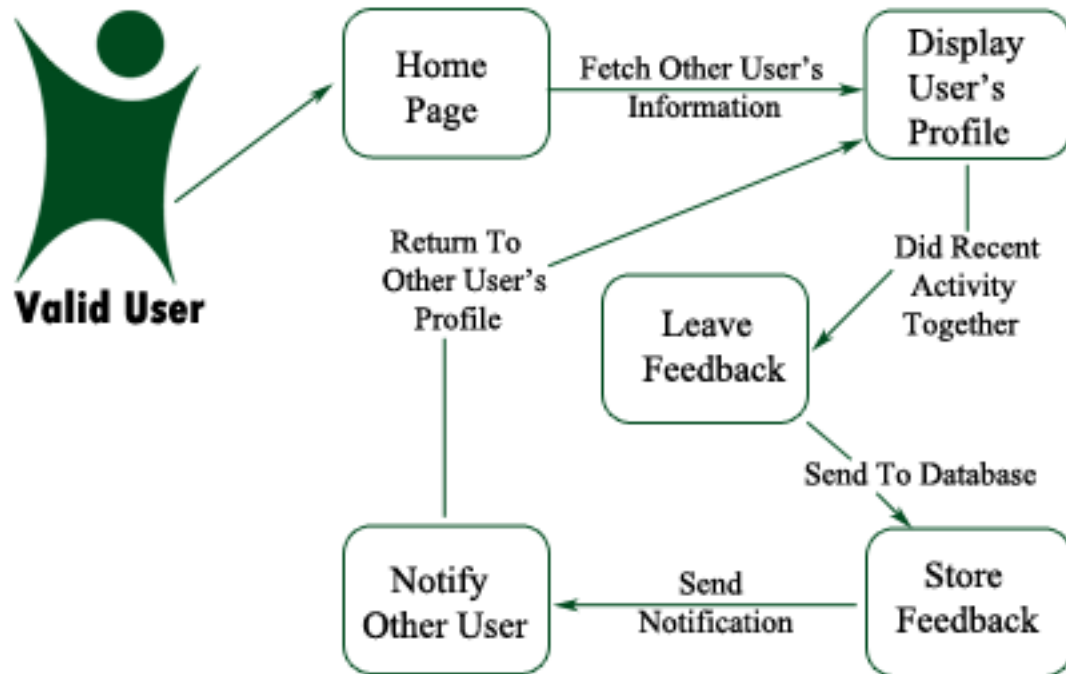 Home
Page
Fetch Other User's
Information
Display
User's
Profile
Valid User
Return To
Other User's
Profile
Did Recent
Activity
Together
Leave
Feedback
Send To Database
Notify
Other User
Send
Notification
Store
Feedback